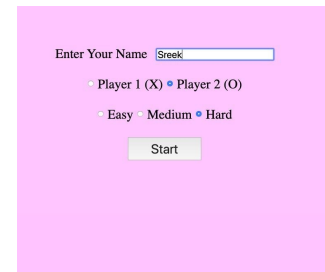 Enter Your Name Sreek
Player 1 (X) Player 2 (O)
Easy Medium Hard
Start